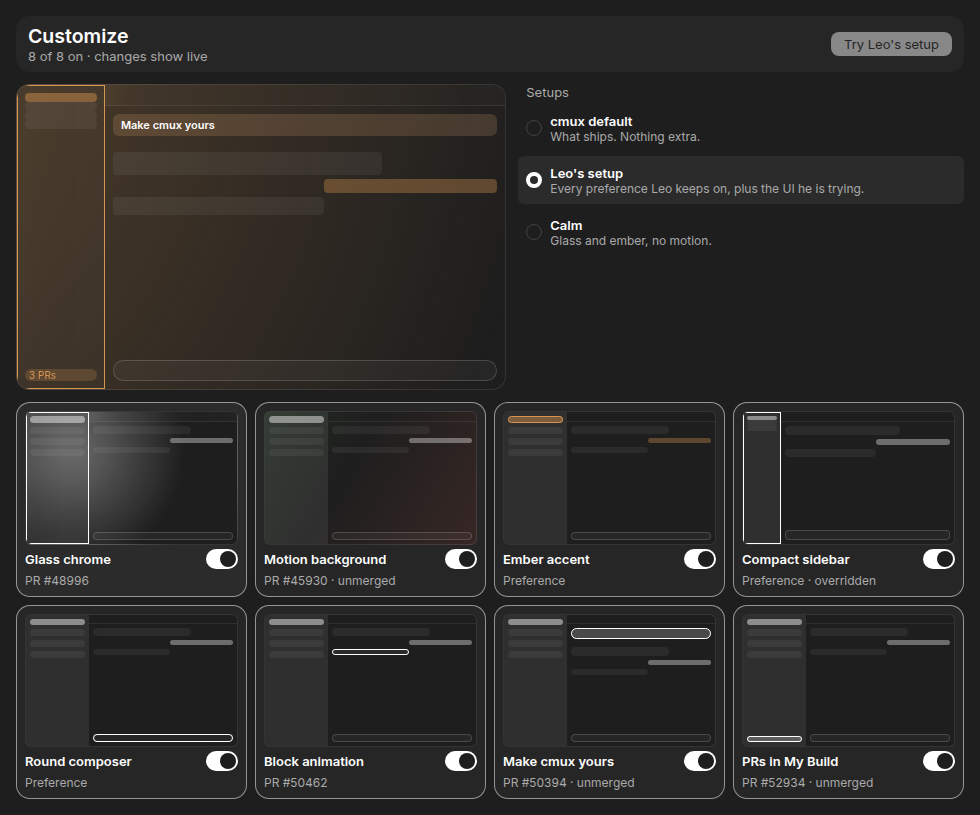 Customize
8 of 8 on · changes show live
Try Leo's setup
Make cmux yours
3 PRs
Setups
cmux default
What ships. Nothing extra.
Leo's setup
Every preference Leo keeps on, plus the UI he is trying.
Calm
Glass and ember, no motion.
Glass chrome
PR #48996
Motion background
PR #45930 · unmerged
Ember accent
Preference
Compact sidebar
Preference · overridden
Round composer
Preference
Block animation
PR #50462
Make cmux yours
PR #50394 · unmerged
PRs in My Build
PR #52934 · unmerged